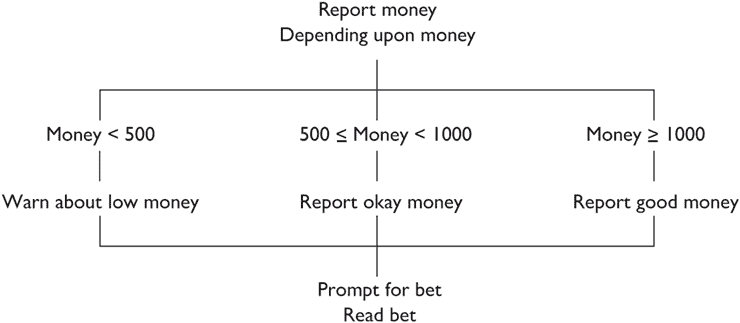 Report money
Depending upon money
Money < 500
500 ≤ Money < 1000
Money ≥ 1000
Warn about low money
Report okay money
Report good money
Prompt for bet
Read bet